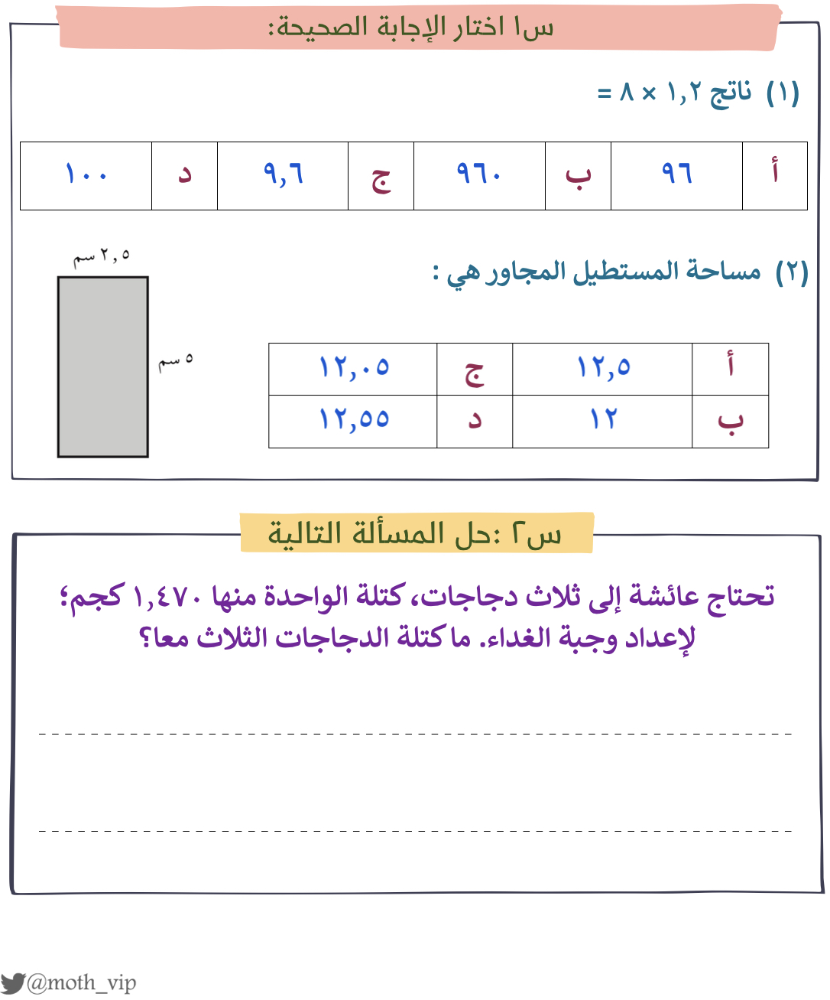 س١ اختار الإجابة الصحيحة:
(١) ناتج ١,٢ × ٨ =
أ ٩٦ ب ٩٦٠ ج ٩,٦ د ١٠٠
(٢) مساحة المستطيل المجاور هي :
٢,٥ سم
٥ سم
أ ١٢,٥ ج ١٢,٠٥
ب ١٢ د ١٢,٥٥
س٢ :حل المسألة التالية
تحتاج عائشة إلى ثلاث دجاجات، كتلة الواحدة منها ١,٤٧٠ كجم؛
لإعداد وجبة الغداء. ما كتلة الدجاجات الثلاث معا؟
@moth_vip